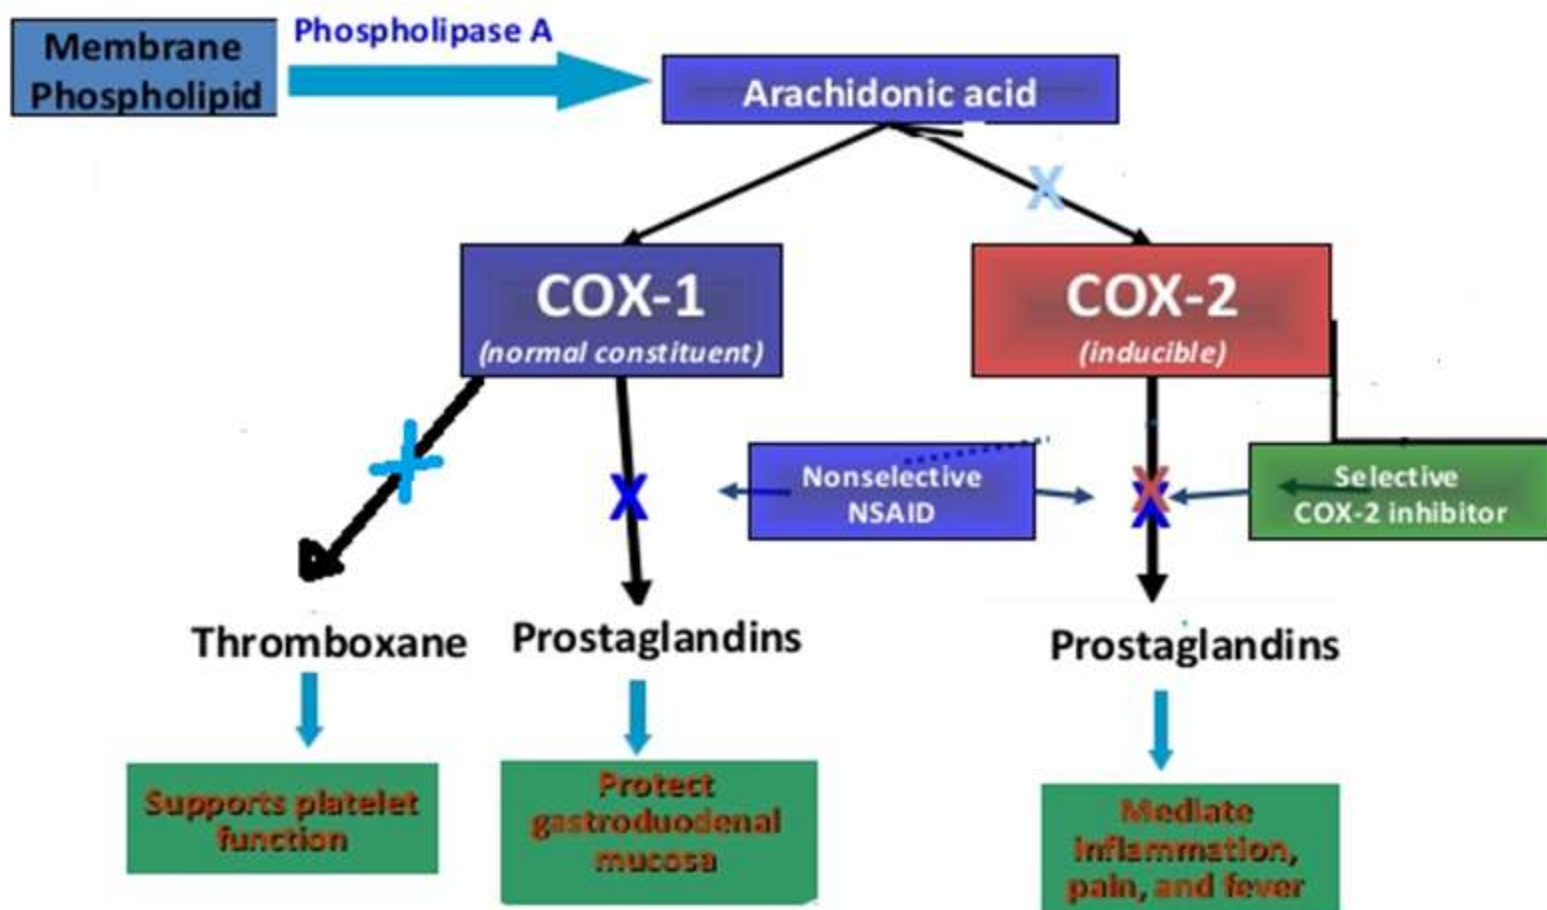 Membrane
Phospholipid
Phospholipase A
Arachidonic acid
X
COX-1
(normal constituent)
COX-2
(inducible)
X
Nonselective
NSAID
X
X
Selective
COX-2 inhibitor
Thromboxane
Prostaglandins
Prostaglandins
Supports platelet
function
Protect
gastroduodenal
mucosa
Mediate
inflammation,
pain, and fever